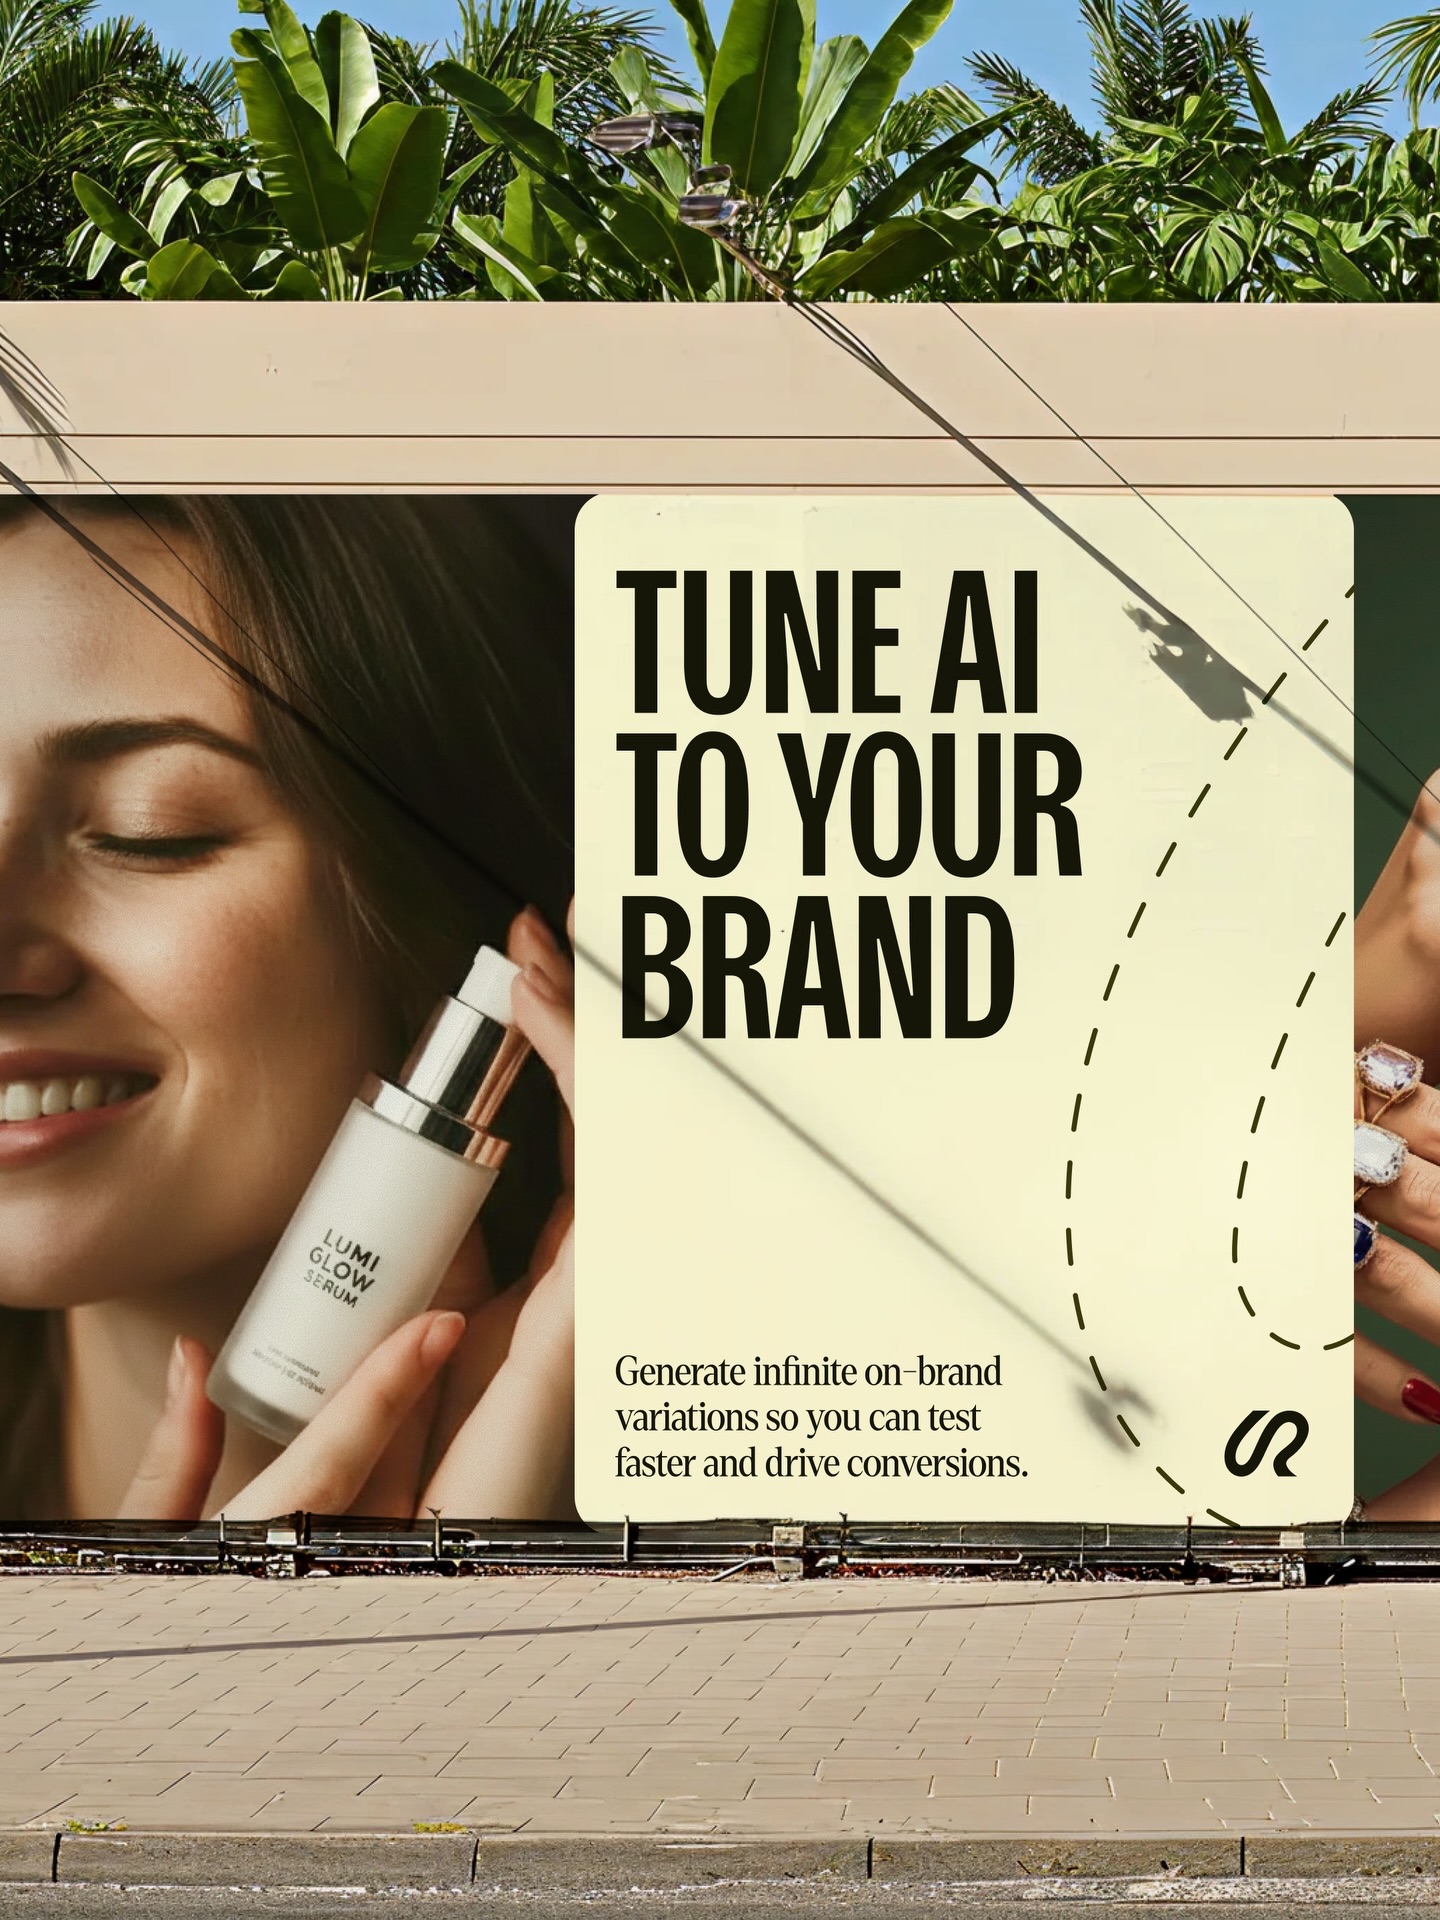 TUNE AI
TO YOUR
BRAND
LUMI
GLOW
SERUM
Generate infinite on-brand
variations so you can test
faster and drive conversions.